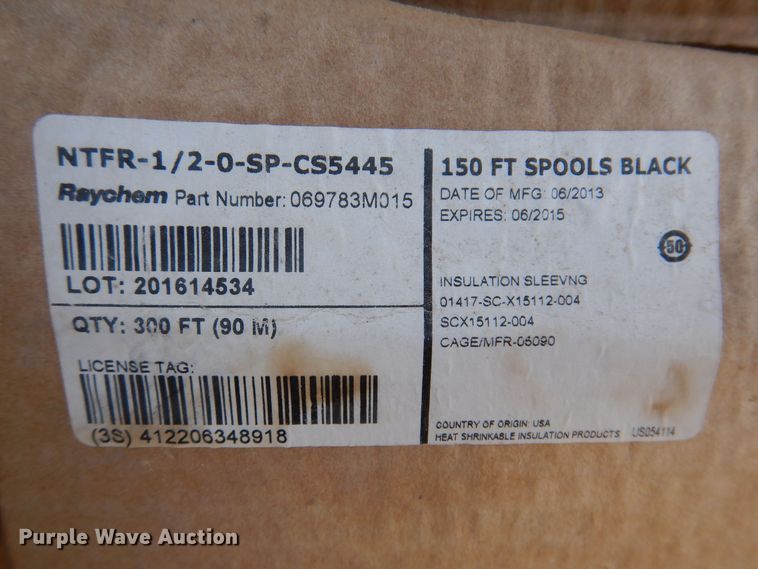 NTFR-1/2-0-SP-CS5445
Raychem Part Number: 069783M015
LOT: 201614534
QTY: 300 FT (90 M)
LICENSE TAG:
(3S) 412206348918
150 FT SPOOLS BLACK
DATE OF MFG: 06/2013
EXPIRES: 06/2015
50
INSULATION SLEEVNG
01417-SC-X15112-004
SCX15112-004
CAGE/MFR-06090
COUNTRY OF ORIGIN: USA
HEAT SHRINKABLE INSULATION PRODUCTS US054114
Purple Wave Auction